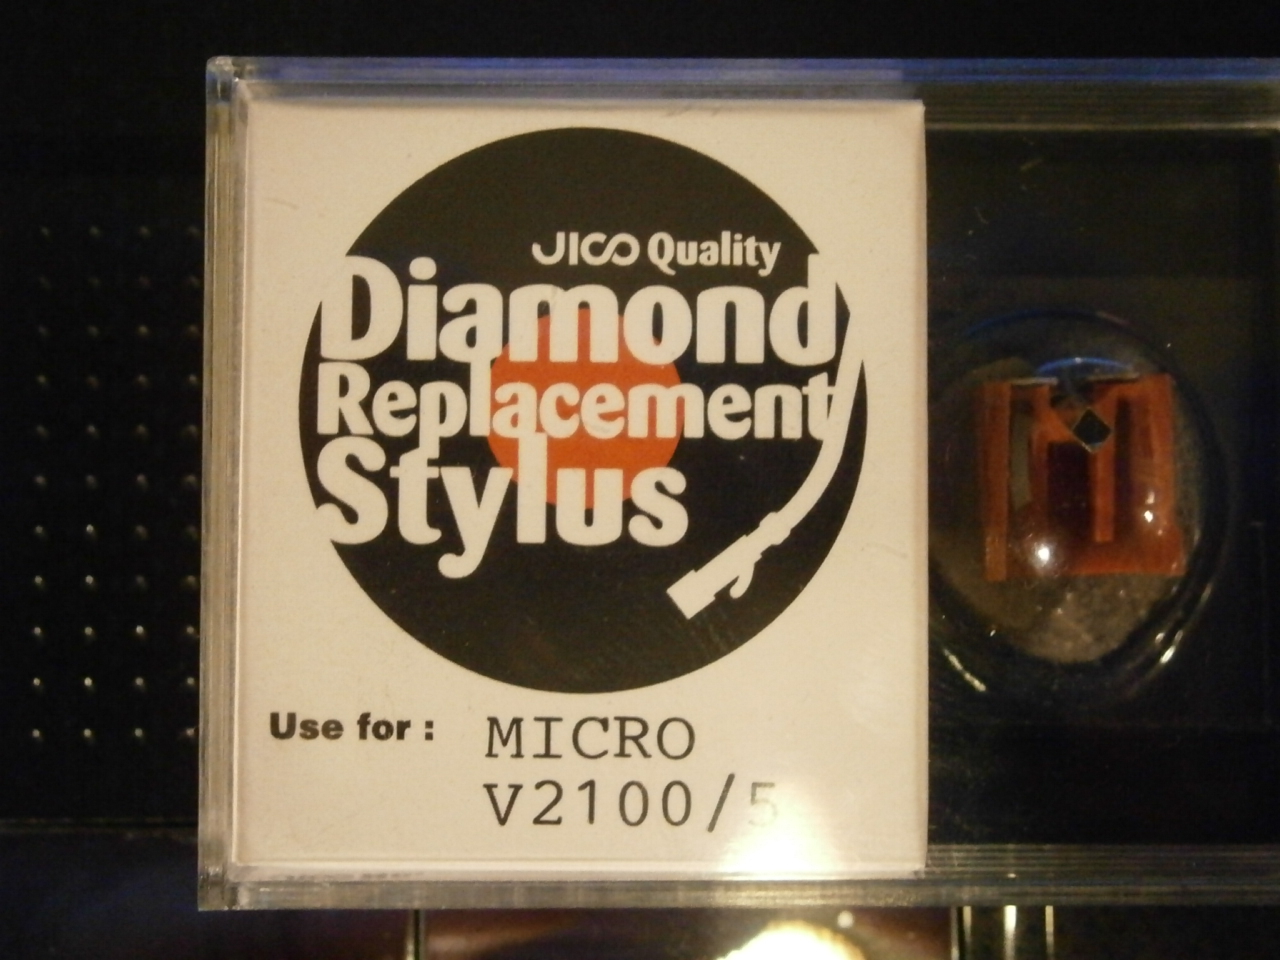 JICO Quality
Diamond
Replacement
Stylus
Use for : MICRO
V2100/5